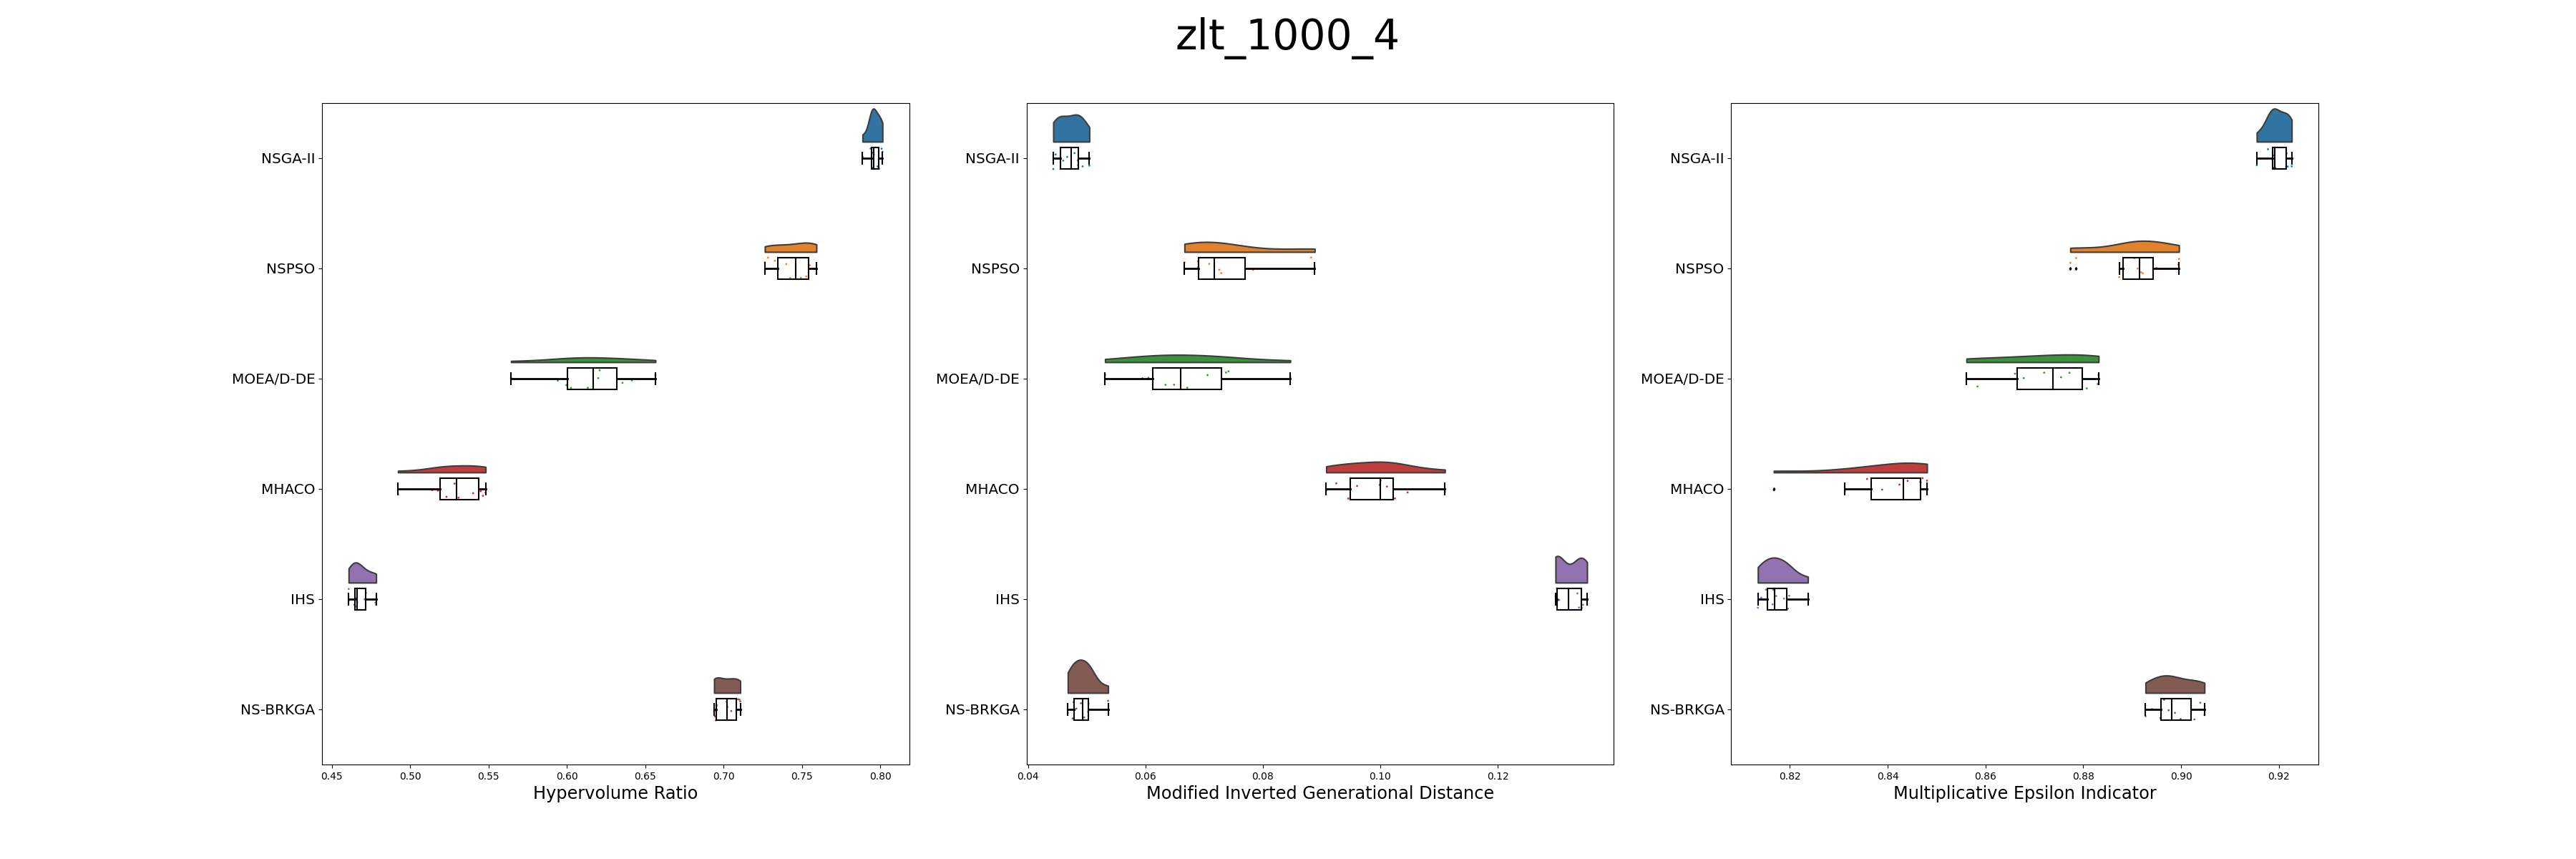 zlt_1000_4
NSGA-II
NSPSO
MOEA/D-DE
MHACO
IHS
NS-BRKGA
0.45 0.50 0.55 0.60 0.65 0.70 0.75 0.80
Hypervolume Ratio
NSGA-II
NSPSO
MOEA/D-DE
MHACO
IHS
NS-BRKGA
0.04 0.06 0.08 0.10 0.12
Modified Inverted Generational Distance
NSGA-II
NSPSO
MOEA/D-DE
MHACO
IHS
NS-BRKGA
0.82 0.84 0.86 0.88 0.90 0.92
Multiplicative Epsilon Indicator